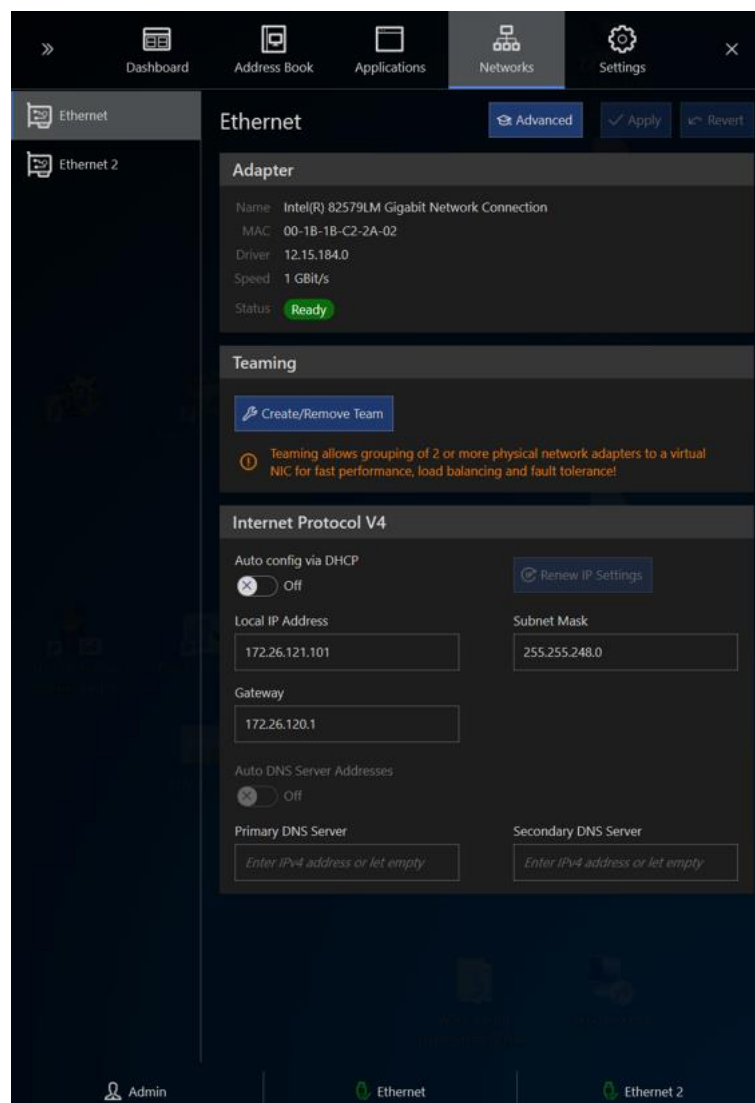 Dashboard
Address Book
Applications
Networks
Settings
Ethernet
Ethernet 2
Ethernet
Advanced
Apply
Revert
Adapter
Name Intel(R) 82579LM Gigabit Network Connection
MAC 00-1B-1B-C2-2A-02
Driver 12.15.184.0
Speed 1 GBit/s
Status Ready
Teaming
Create/Remove Team
Teaming allows grouping of 2 or more physical network adapters to a virtual
NIC for fast performance, load balancing and fault tolerance!
Internet Protocol V4
Auto config via DHCP
Off
Renew IP Settings
Local IP Address
Subnet Mask
172.26.121.101
255.255.248.0
Gateway
172.26.120.1
Auto DNS Server Addresses
Off
Primary DNS Server
Secondary DNS Server
Enter IPv4 address or let empty
Enter IPv4 address or let empty
Admin
Ethernet
Ethernet 2